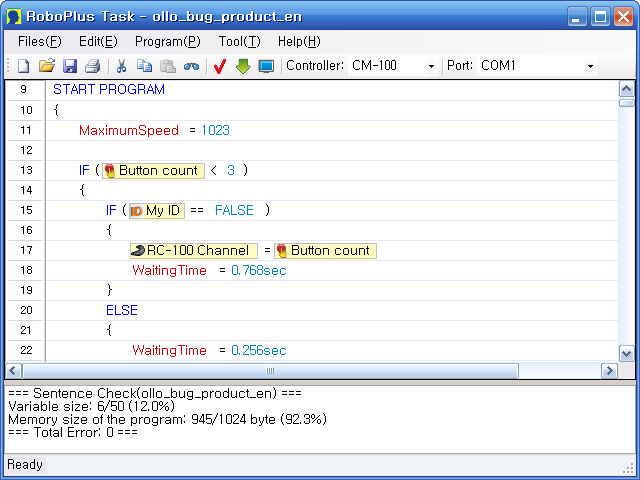 RoboPlus Task - ollo_bug_product_en
Files(F) Edit(E) Program(P) Tool(T) Help(H)
Controller: CM-100 Port: COM1
9 START PROGRAM
10 {
11 MaximumSpeed = 1023
12
13 IF ( Button count < 3 )
14 {
15 IF ( ID My ID == FALSE )
16 {
17 RC-100 Channel = Button count
18 WaitingTime = 0.768sec
19 }
20 ELSE
21 {
22 WaitingTime = 0.256sec
=== Sentence Check(ollo_bug_product_en) ===
Variable size: 6/50 (12.0%)
Memory size of the program: 945/1024 byte (92.3%)
=== Total Error: 0 ===
Ready